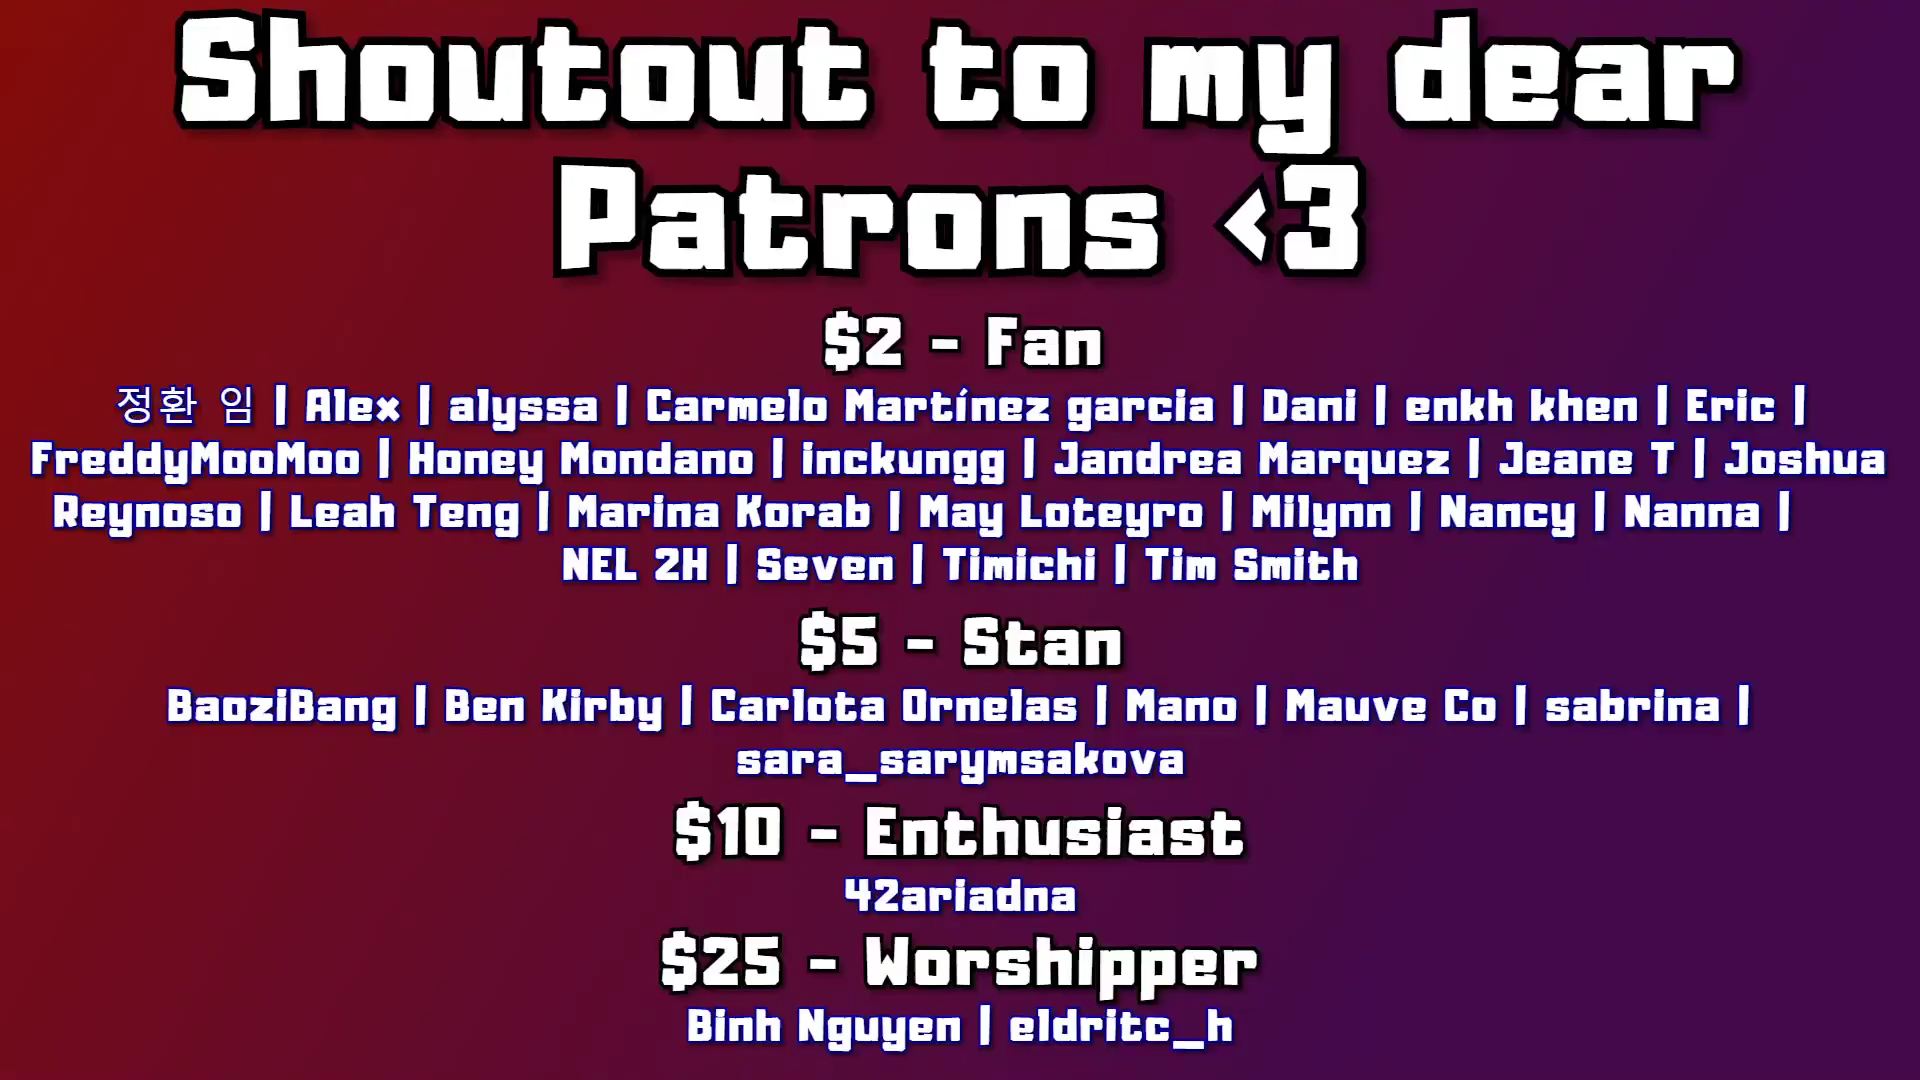 Shoutout to my dear
Patrons <3
$2 - Fan
정환 임 | Alex | alyssa | Carmelo Martínez garcia | Dani | enkh khen | Eric |
FreddyMooMoo | Honey Mondano | inckungg | Jandrea Marquez | Jeane T | Joshua
Reynoso | Leah Teng | Marina Korab | May Loteyro | Milynn | Nancy | Nanna |
NEL 2H | Seven | Timichi | Tim Smith
$5 - Stan
BaoziBang | Ben Kirby | Carlota Ornelas | Mano | Mauve Co | sabrina |
sara_sarymsakova
$10 - Enthusiast
42ariadna
$25 - Worshipper
Binh Nguyen | eldritc_h